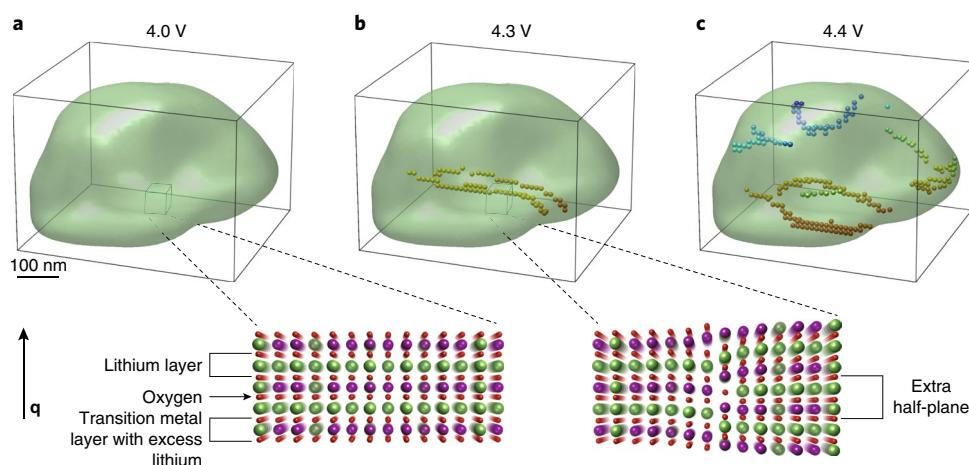 a
4.0 V
b
4.3 V
c
4.4 V
100 nm
q
Lithium layer
Oxygen
Transition metal
layer with excess
lithium
Extra
half-plane